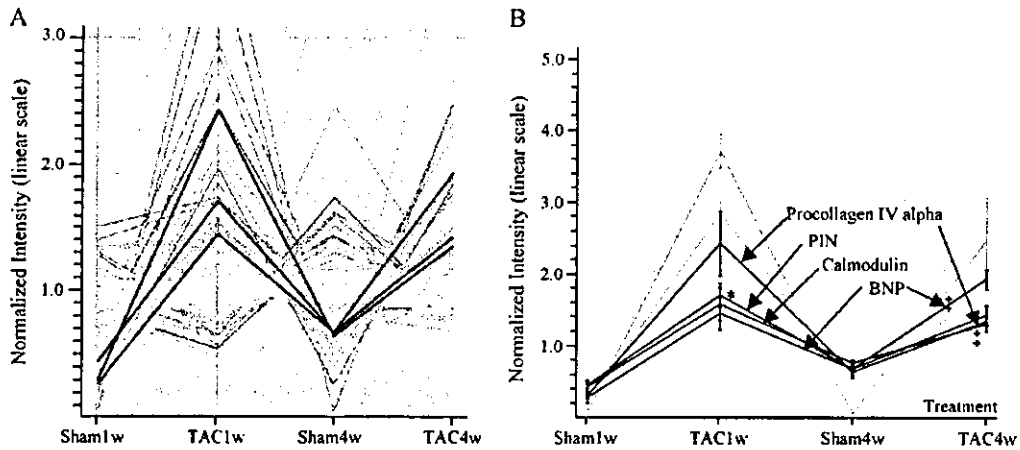 A
B
Normalized Intensity (linear scale)
3.0
2.0
1.0
Sham1w
TAC1w
Sham4w
TAC4w
Normalized Intensity (linear scale)
5.0
4.0
3.0
2.0
1.0
Procollagen IV alpha
PIN
Calmodulin
BNP
*
‡
‡
‡
Treatment
Sham1w
TAC1w
Sham4w
TAC4w